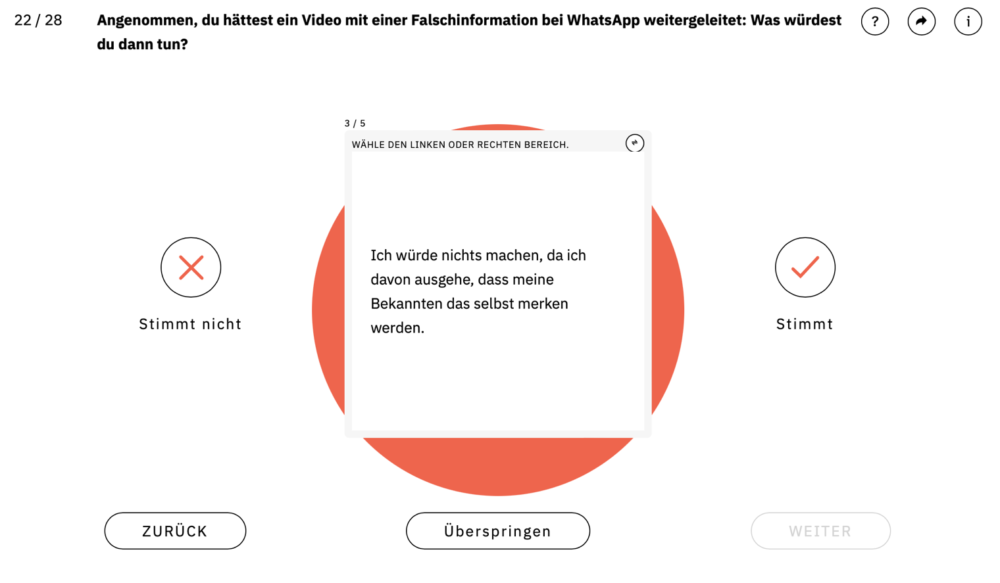 22 / 28
Angenommen, du hättest ein Video mit einer Falschinformation bei WhatsApp weitergeleitet: Was würdest
du dann tun?
?
i
3 / 5
WÄHLE DEN LINKEN ODER RECHTEN BEREICH.
Ich würde nichts machen, da ich
davon ausgehe, dass meine
Bekannten das selbst merken
werden.
Stimmt nicht
Stimmt
ZURÜCK
Überspringen
WEITER